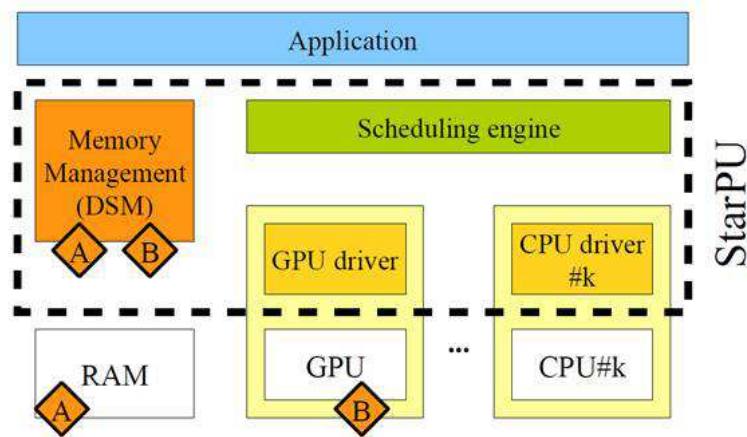 Application
Memory
Management
(DSM)
Scheduling engine
StarPU
A
B
GPU driver
CPU driver
#k
RAM
GPU
...
CPU#k
A
B